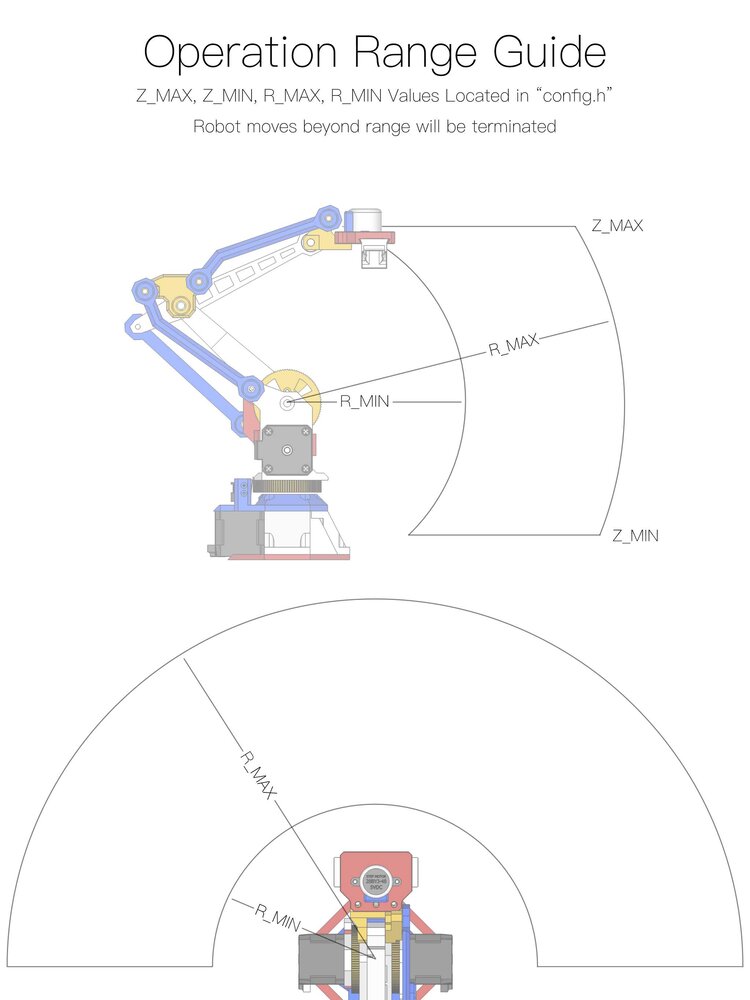 Operation Range Guide
Z_MAX, Z_MIN, R_MAX, R_MIN Values Located in “config.h”
Robot moves beyond range will be terminated
Z_MAX
R_MAX
R_MIN
Z_MIN
R_MAX
STEP MOTOR
28BYJ-48
5VDC
R_MIN